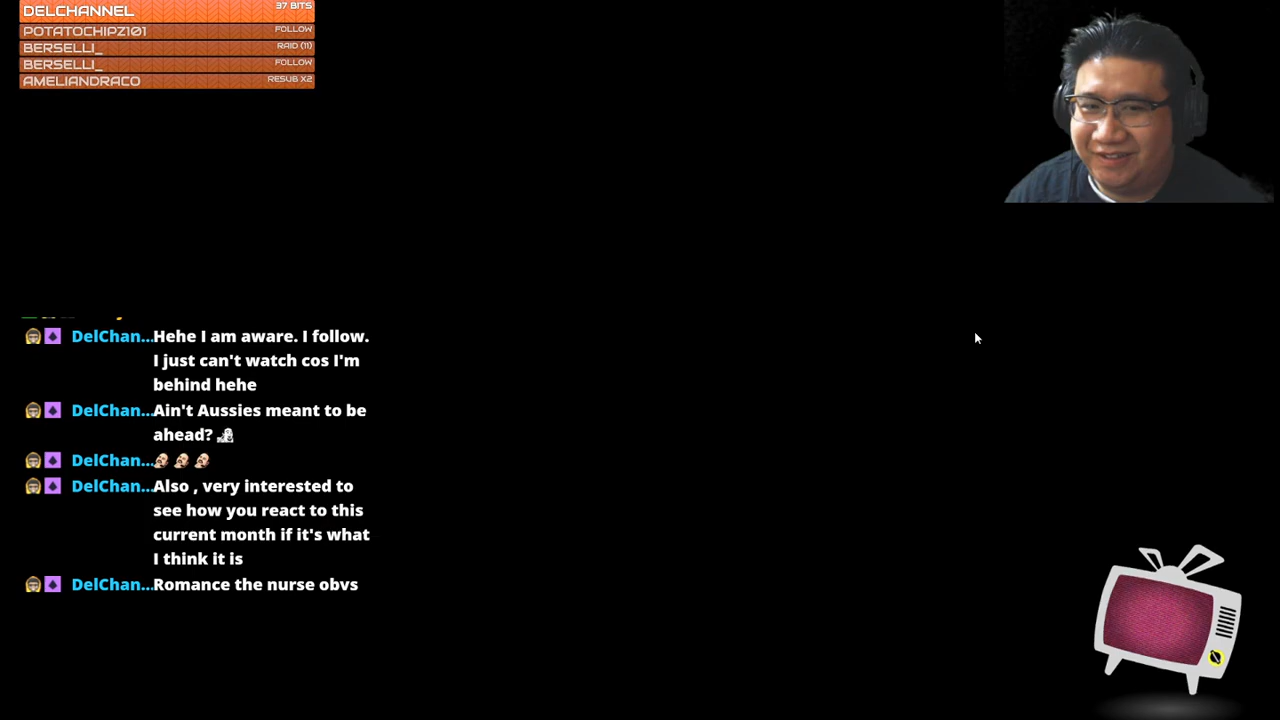 DELCHANNEL 37 BITS
POTATOCHIPZ101 FOLLOW
BERSELLI_ RAID (11)
BERSELLI_ FOLLOW
AMELIANDRACO RESUB X2
DelChan... Hehe I am aware. I follow.
I just can't watch cos I'm
behind hehe
DelChan... Ain't Aussies meant to be
ahead?
DelChan...
DelChan... Also , very interested to
see how you react to this
current month if it's what
I think it is
DelChan... Romance the nurse obvs